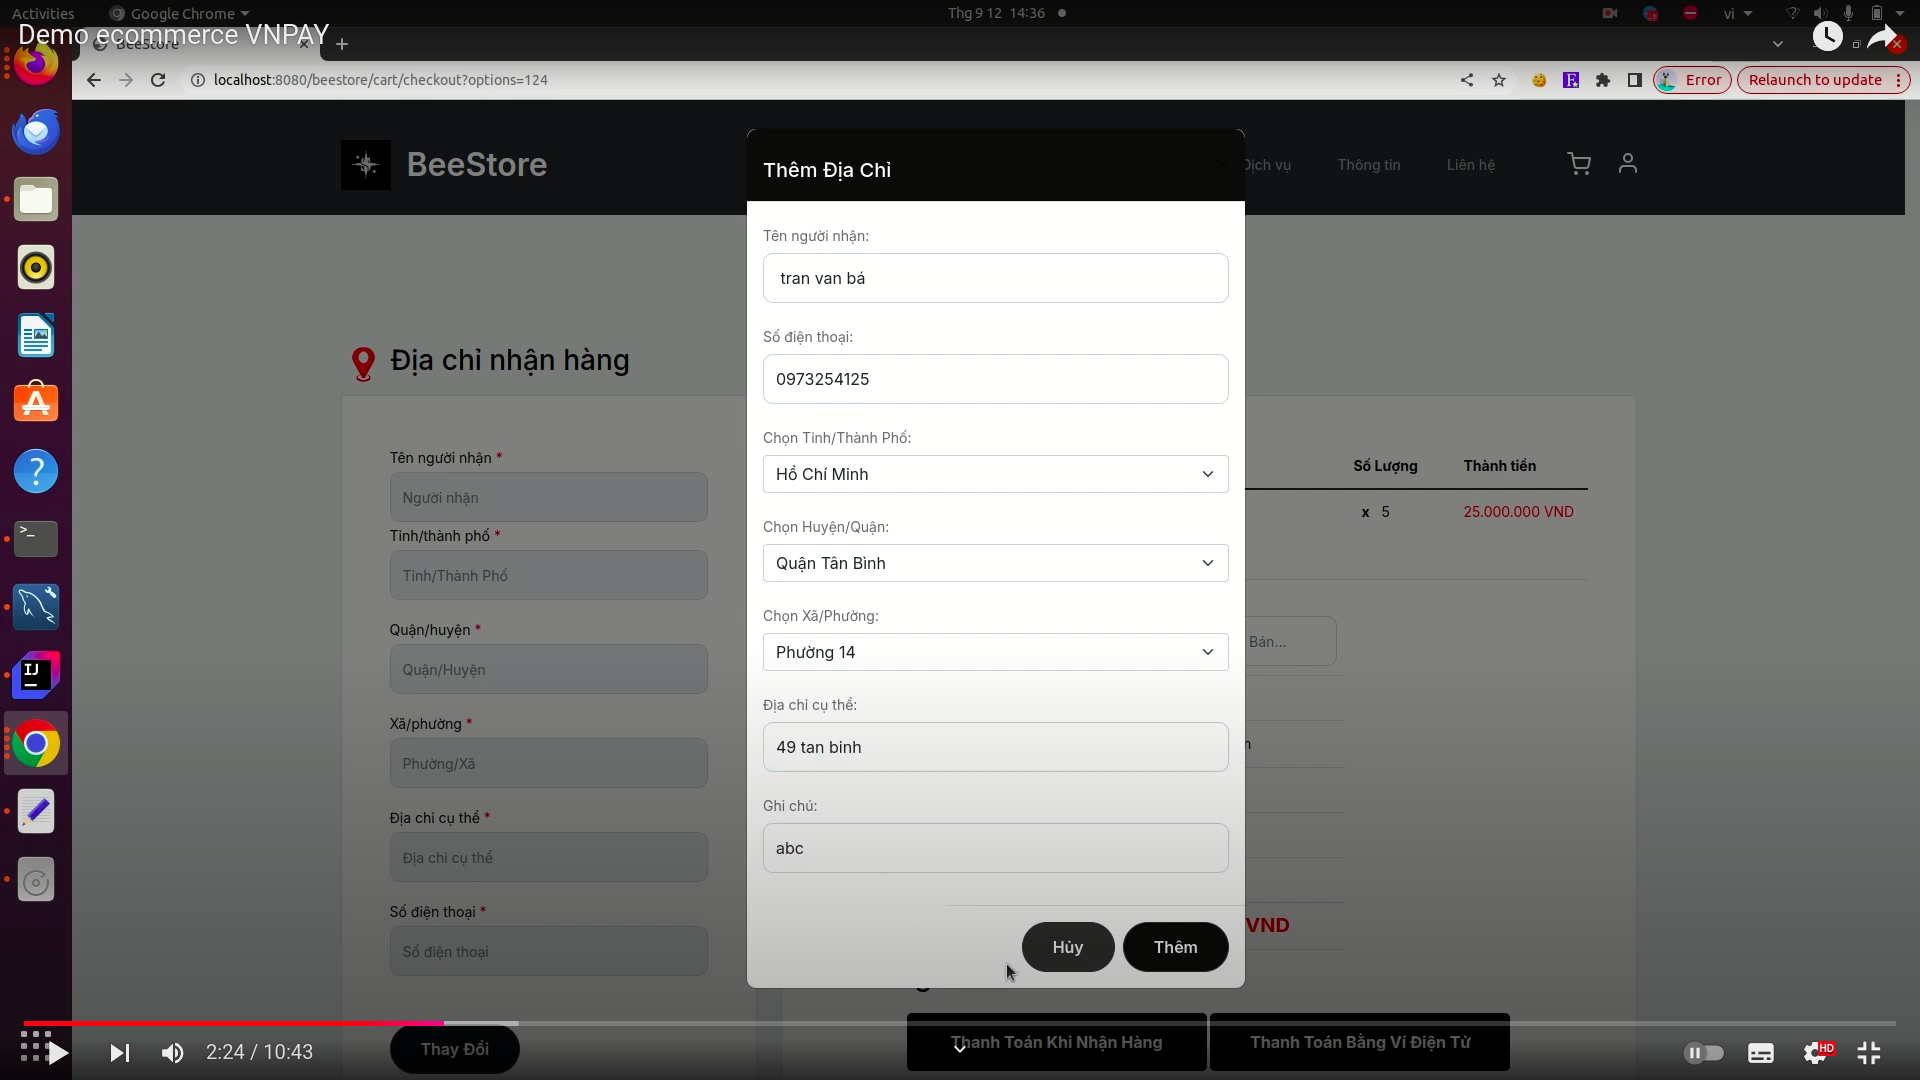 Activities
Google Chrome
Thg 9 12 14:36
vi
Demo ecommerce VNPAY
BeeStore
localhost:8080/beestore/cart/checkout?options=124
Error
Relaunch to update
BeeStore
Dịch vụ
Thông tin
Liên hệ
Thêm Địa Chỉ
Tên người nhận:
tran van bá
Số điện thoại:
0973254125
Chọn Tỉnh/Thành Phố:
Hồ Chí Minh
Chọn Huyện/Quận:
Quận Tân Bình
Chọn Xã/Phường:
Phường 14
Địa chỉ cụ thể:
49 tan binh
Ghi chú:
abc
Hủy
Thêm
Địa chỉ nhận hàng
Tên người nhận *
Người nhận
Tỉnh/thành phố *
Tỉnh/Thành Phố
Quận/huyện *
Quận/Huyện
Xã/phường *
Phường/Xã
Địa chỉ cụ thể *
Địa chỉ cụ thể
Số điện thoại *
Số điện thoại
Thay Đổi
Số Lượng
Thành tiền
x 5
25.000.000 VND
Bán...
n
VND
Thanh Toán Khi Nhận Hàng
Thanh Toán Bằng Ví Điện Tử
2:24 / 10:43
HD